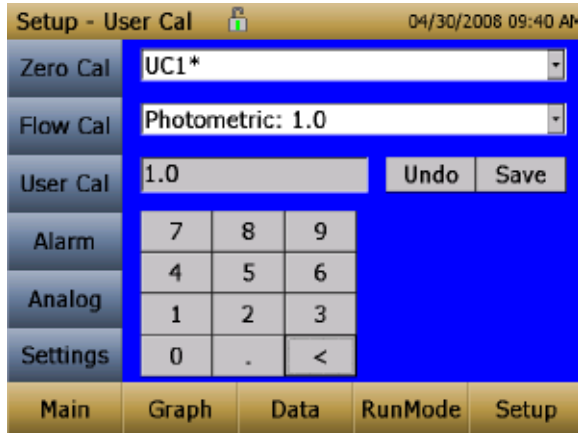 Setup - User Cal 04/30/2008 09:40 AM
Zero Cal
UC1*
Flow Cal
Photometric: 1.0
User Cal
1.0
Undo
Save
Alarm
7 8 9
4 5 6
Analog
1 2 3
Settings
0 . <
Main Graph Data RunMode Setup